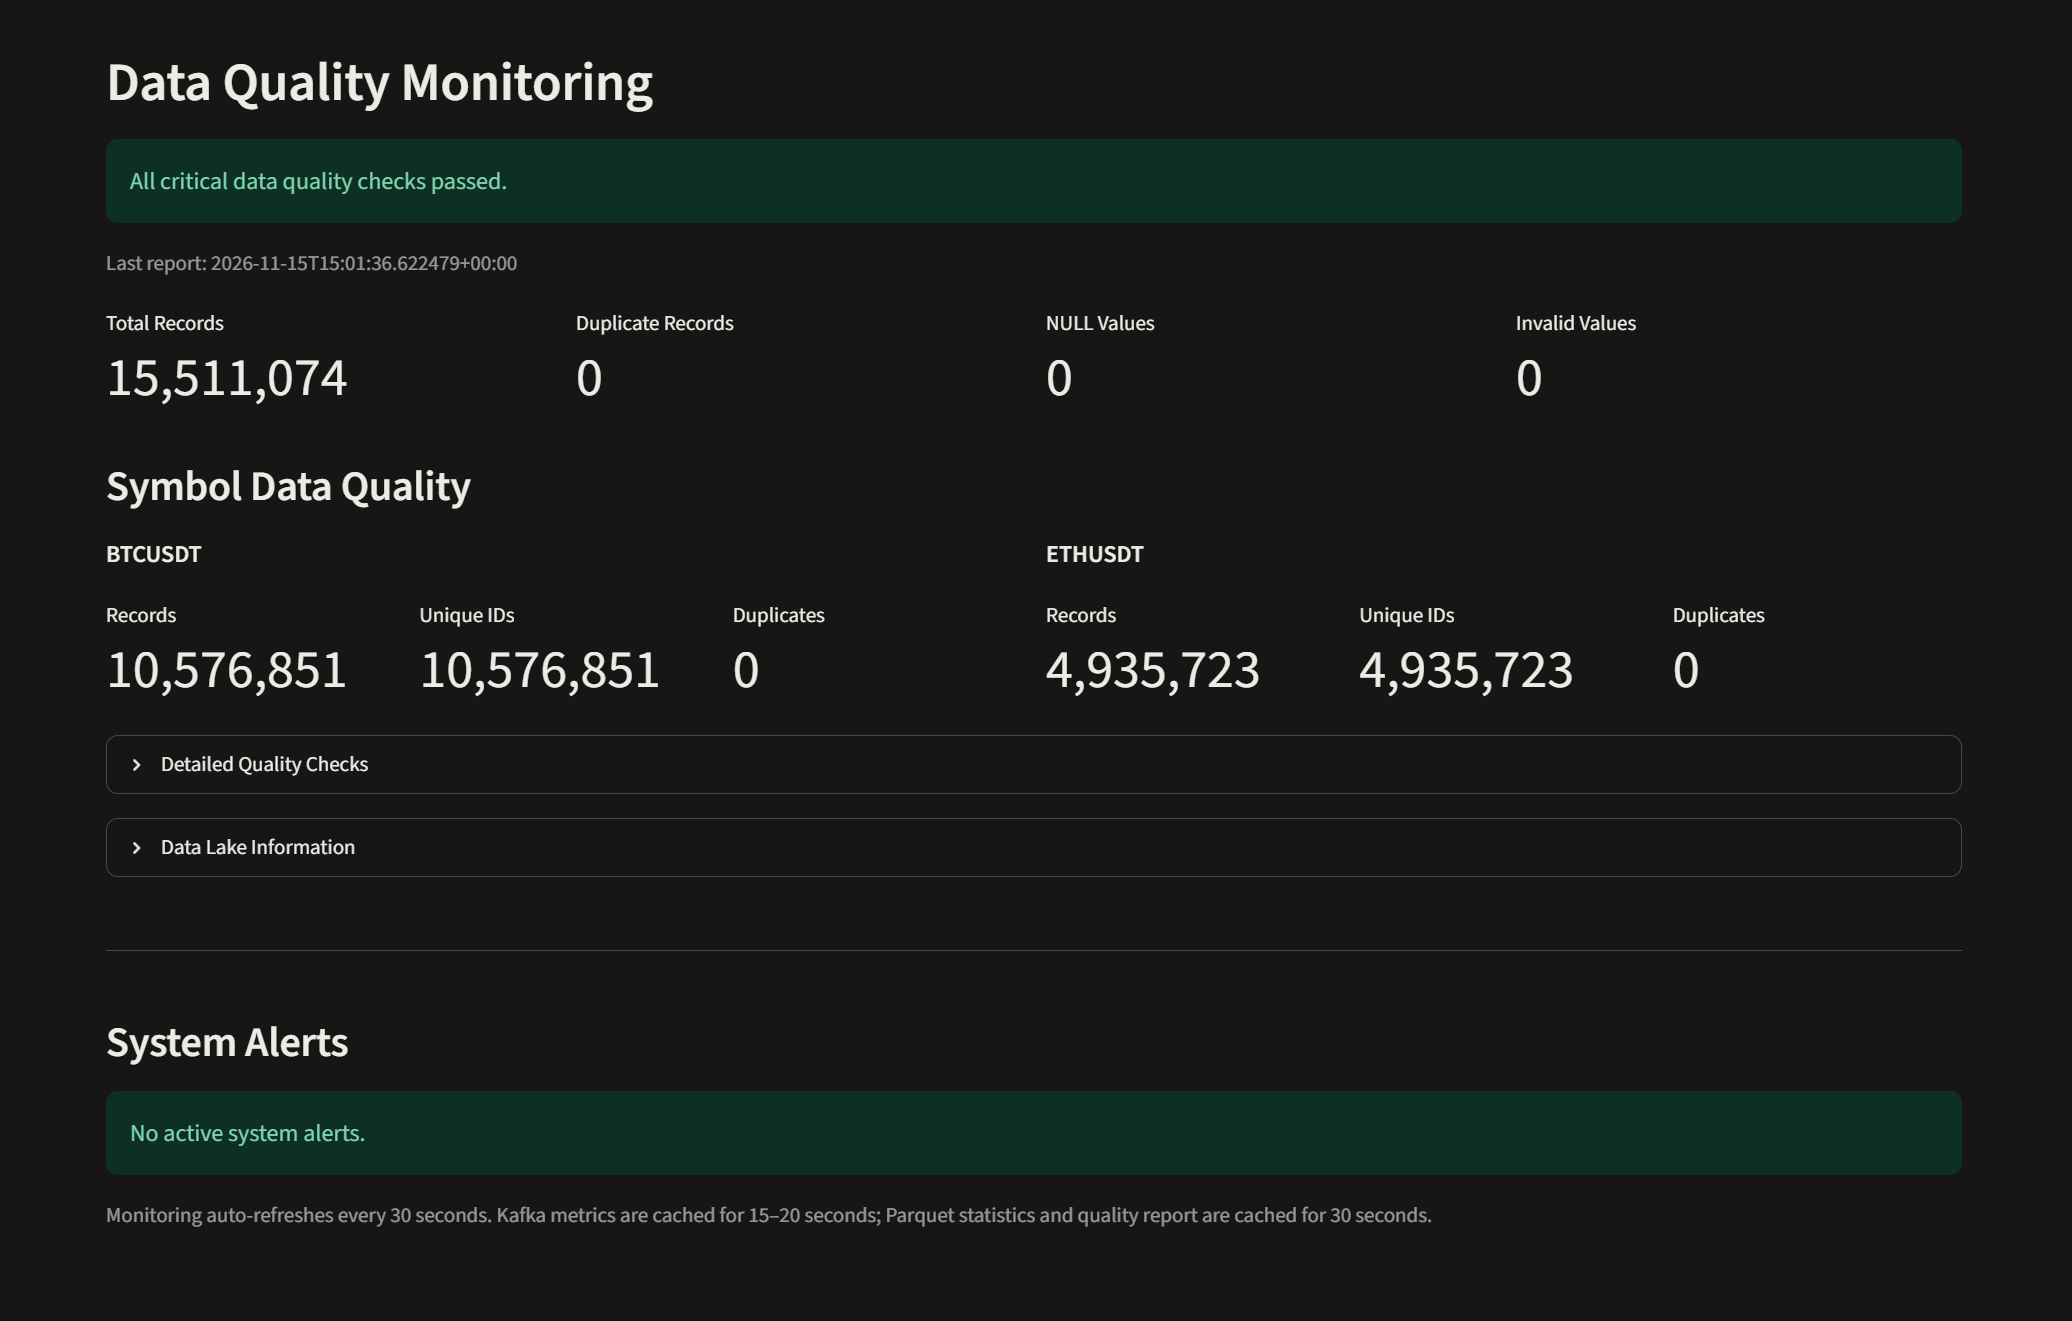 Data Quality Monitoring
All critical data quality checks passed.
Last report: 2026-11-15T15:01:36.622479+00:00
Total Records
15,511,074
Duplicate Records
0
NULL Values
0
Invalid Values
0
Symbol Data Quality
BTCUSDT
Records
10,576,851
Unique IDs
10,576,851
Duplicates
0
ETHUSDT
Records
4,935,723
Unique IDs
4,935,723
Duplicates
0
Detailed Quality Checks
Data Lake Information
System Alerts
No active system alerts.
Monitoring auto-refreshes every 30 seconds. Kafka metrics are cached for 15–20 seconds; Parquet statistics and quality report are cached for 30 seconds.